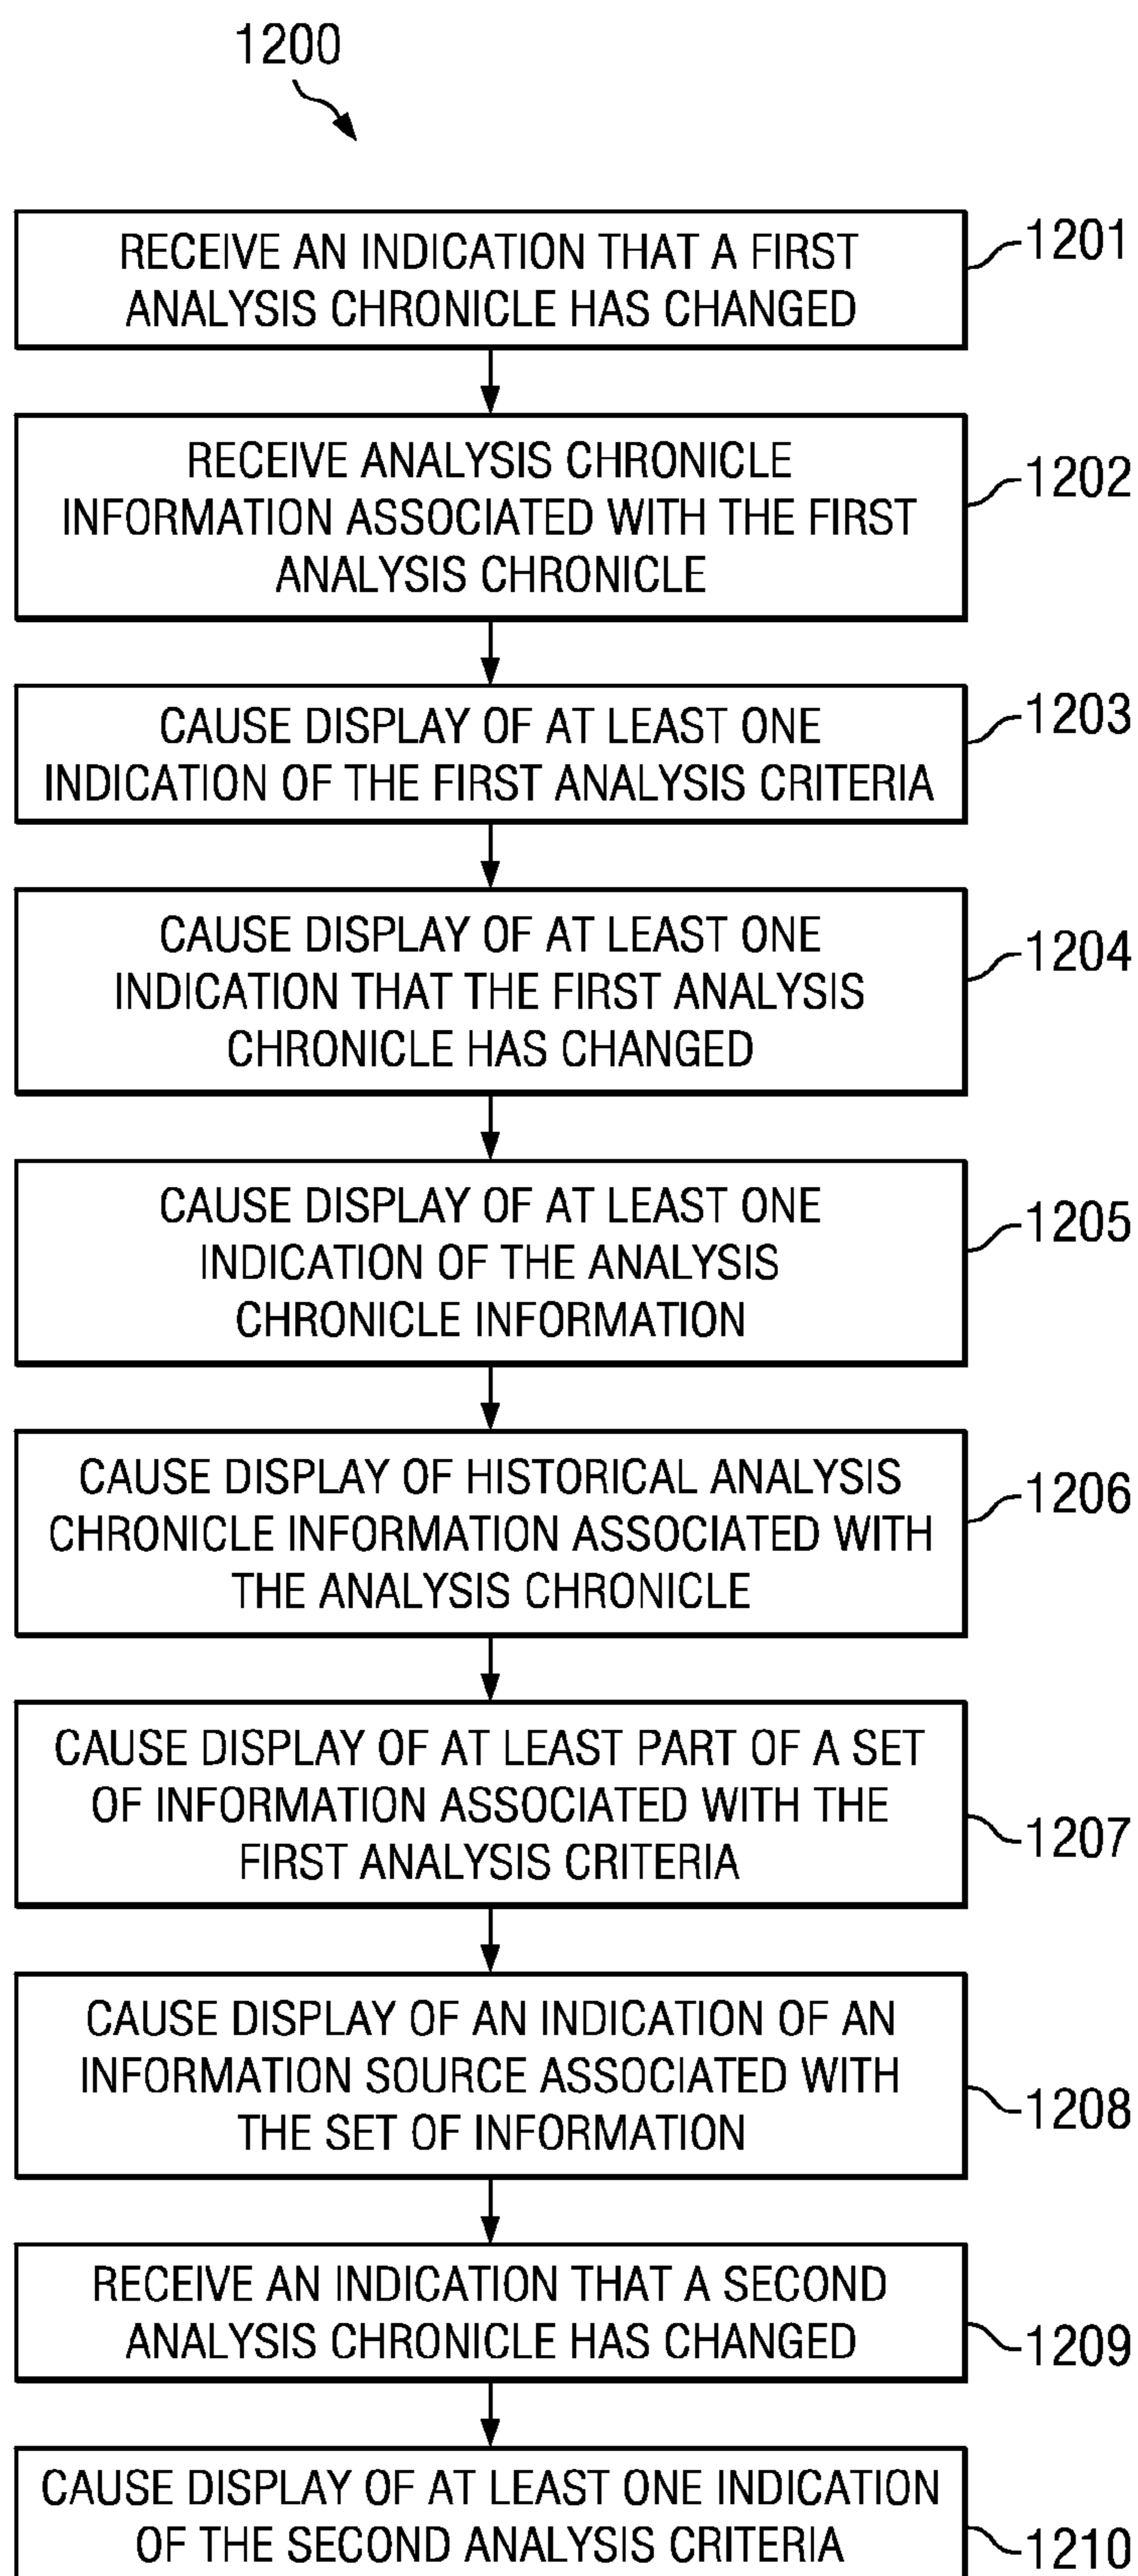 1200
RECEIVE AN INDICATION THAT A FIRST
ANALYSIS CHRONICLE HAS CHANGED
1201
RECEIVE ANALYSIS CHRONICLE
INFORMATION ASSOCIATED WITH THE FIRST
ANALYSIS CHRONICLE
1202
CAUSE DISPLAY OF AT LEAST ONE
INDICATION OF THE FIRST ANALYSIS CRITERIA
1203
CAUSE DISPLAY OF AT LEAST ONE
INDICATION THAT THE FIRST ANALYSIS
CHRONICLE HAS CHANGED
1204
CAUSE DISPLAY OF AT LEAST ONE
INDICATION OF THE ANALYSIS
CHRONICLE INFORMATION
1205
CAUSE DISPLAY OF HISTORICAL ANALYSIS
CHRONICLE INFORMATION ASSOCIATED WITH
THE ANALYSIS CHRONICLE
1206
CAUSE DISPLAY OF AT LEAST PART OF A SET
OF INFORMATION ASSOCIATED WITH THE
FIRST ANALYSIS CRITERIA
1207
CAUSE DISPLAY OF AN INDICATION OF AN
INFORMATION SOURCE ASSOCIATED WITH
THE SET OF INFORMATION
1208
RECEIVE AN INDICATION THAT A SECOND
ANALYSIS CHRONICLE HAS CHANGED
1209
CAUSE DISPLAY OF AT LEAST ONE INDICATION
OF THE SECOND ANALYSIS CRITERIA
1210